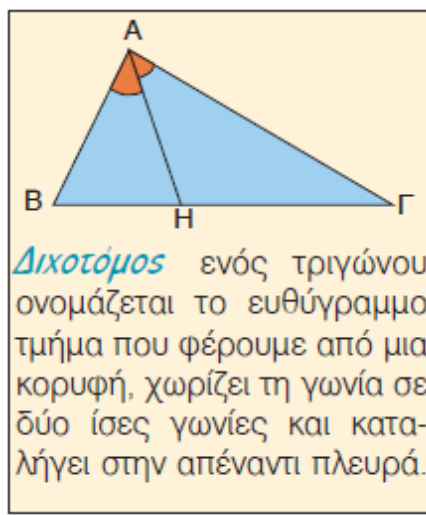 Α
Β
Η
Γ
Διχοτόμος ενός τριγώνου
ονομάζεται το ευθύγραμμο
τμήμα που φέρουμε από μια
κορυφή, χωρίζει τη γωνία σε
δύο ίσες γωνίες και κατα-
λήγει στην απέναντι πλευρά.